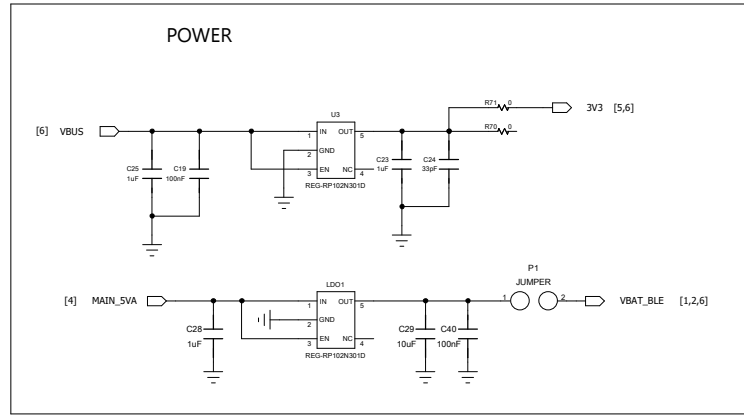 POWER
R71 0
3V3 [5,6]
U3
[6] VBUS
1 IN OUT 5
R70 0
2 GND
C25
1uF
C19
100nF
C23
1uF
C24
33pF
3 EN NC 4
REG-RP102N301D
P1
JUMPER
LDO1
[4] MAIN_5VA
1 IN OUT 5
1 2
VBAT_BLE [1,2,6]
2 GND
C28
1uF
C29
10uF
C40
100nF
3 EN NC 4
REG-RP102N301D